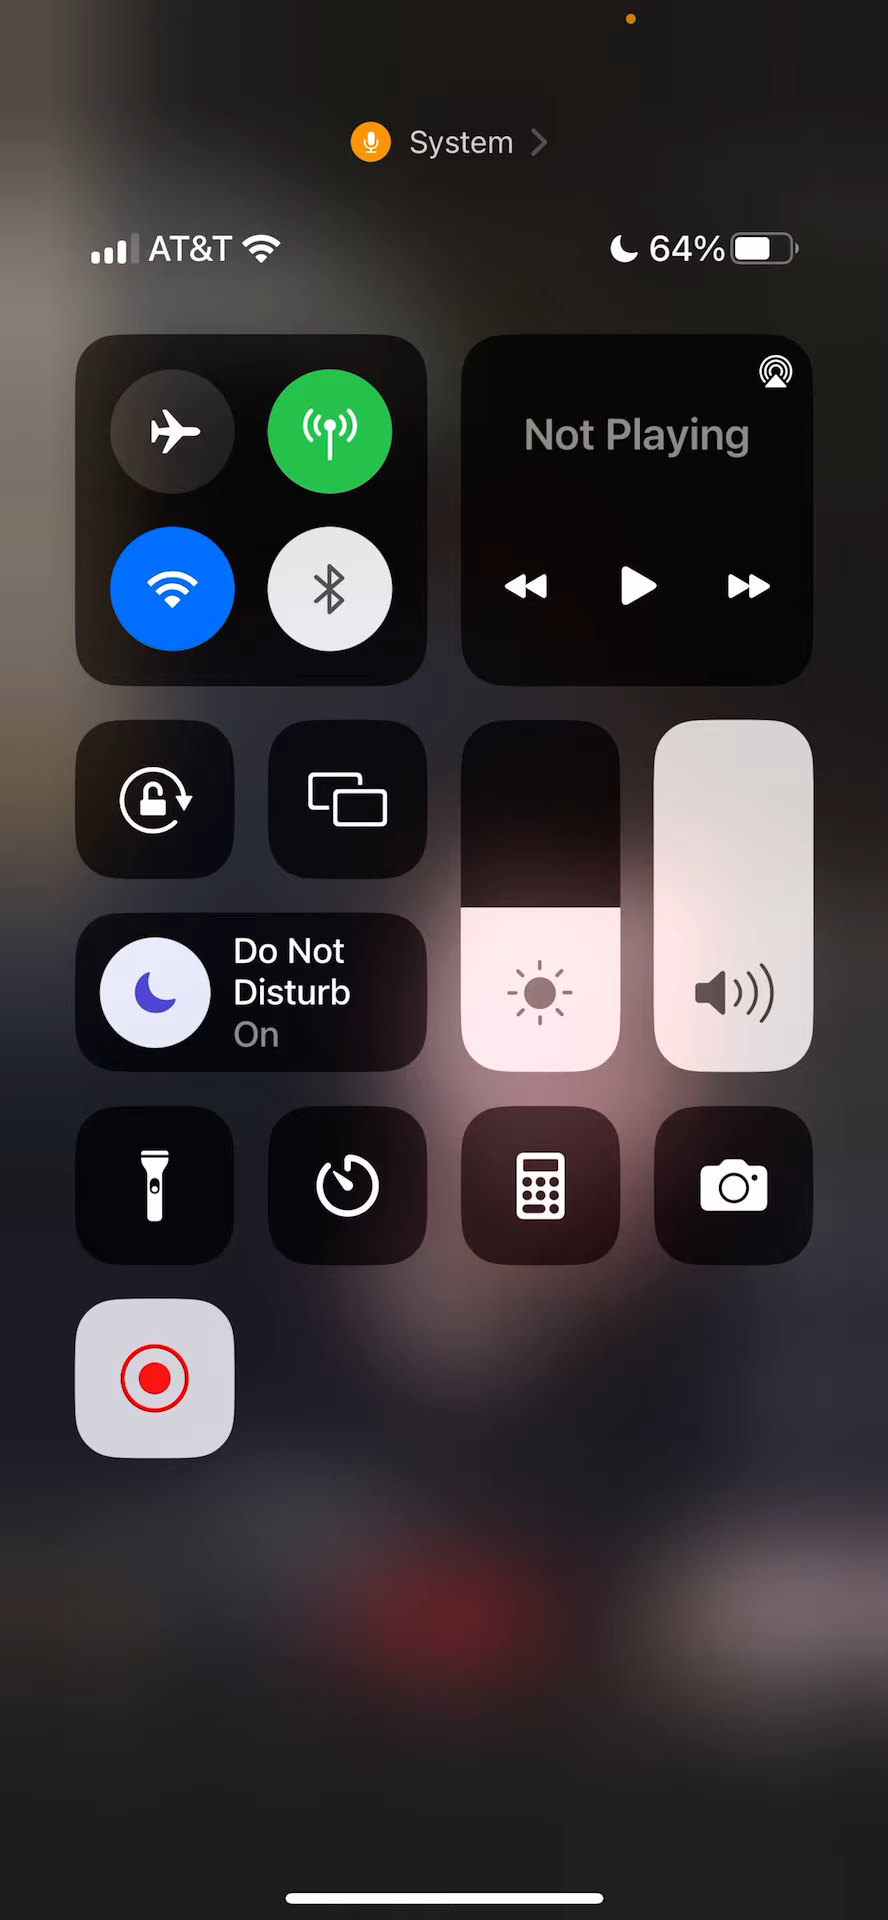 System
AT&T 64%
Not Playing
Do Not
Disturb
On